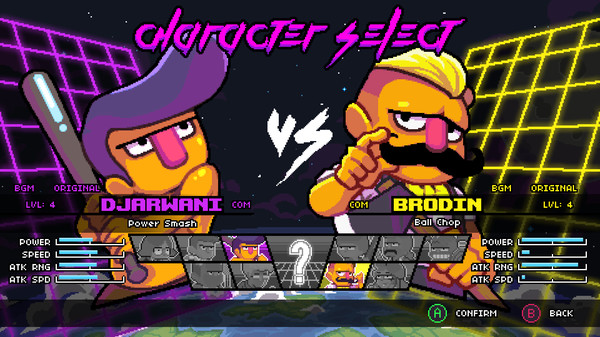 character select
VS
BGM ORIGINAL
LVL: 4
DJARWANI COM
Power Smash
BGM ORIGINAL
LVL: 4
COM BRODIN
Ball Chop
POWER
SPEED
ATK RNG
ATK SPD
?
POWER
SPEED
ATK RNG
ATK SPD
A CONFIRM
B BACK